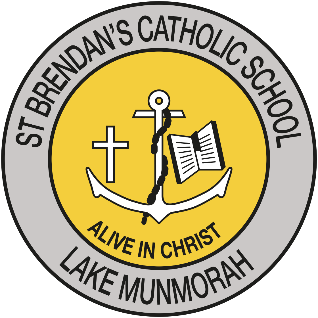 ST BRENDAN'S CATHOLIC SCHOOL
ALIVE IN CHRIST
LAKE MUNMORAH